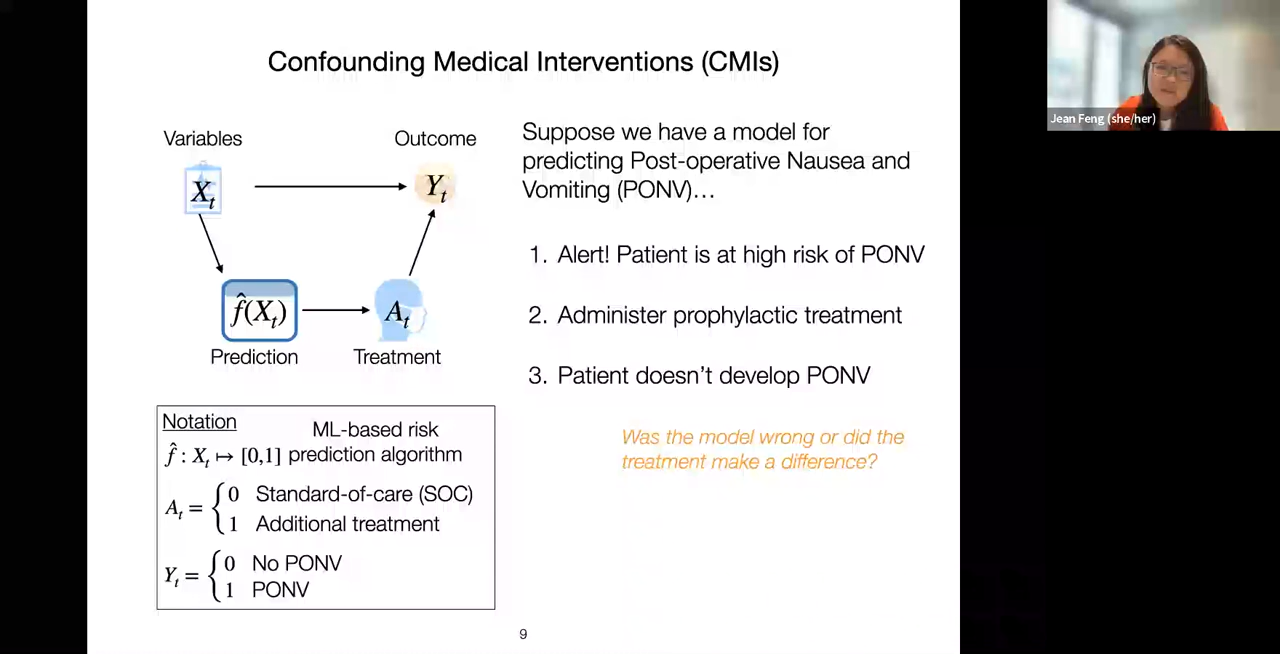 Confounding Medical Interventions (CMIs)
Variables
Outcome
X_t
Y_t
f̂(X_t)
A_t
Prediction
Treatment
Notation
ML-based risk
f̂ : X_t ↦ [0,1] prediction algorithm
A_t = { 0 Standard-of-care (SOC)
1 Additional treatment
Y_t = { 0 No PONV
1 PONV
Suppose we have a model for
predicting Post-operative Nausea and
Vomiting (PONV)…
1. Alert! Patient is at high risk of PONV
2. Administer prophylactic treatment
3. Patient doesn't develop PONV
Was the model wrong or did the
treatment make a difference?
9
Jean Feng (she/her)